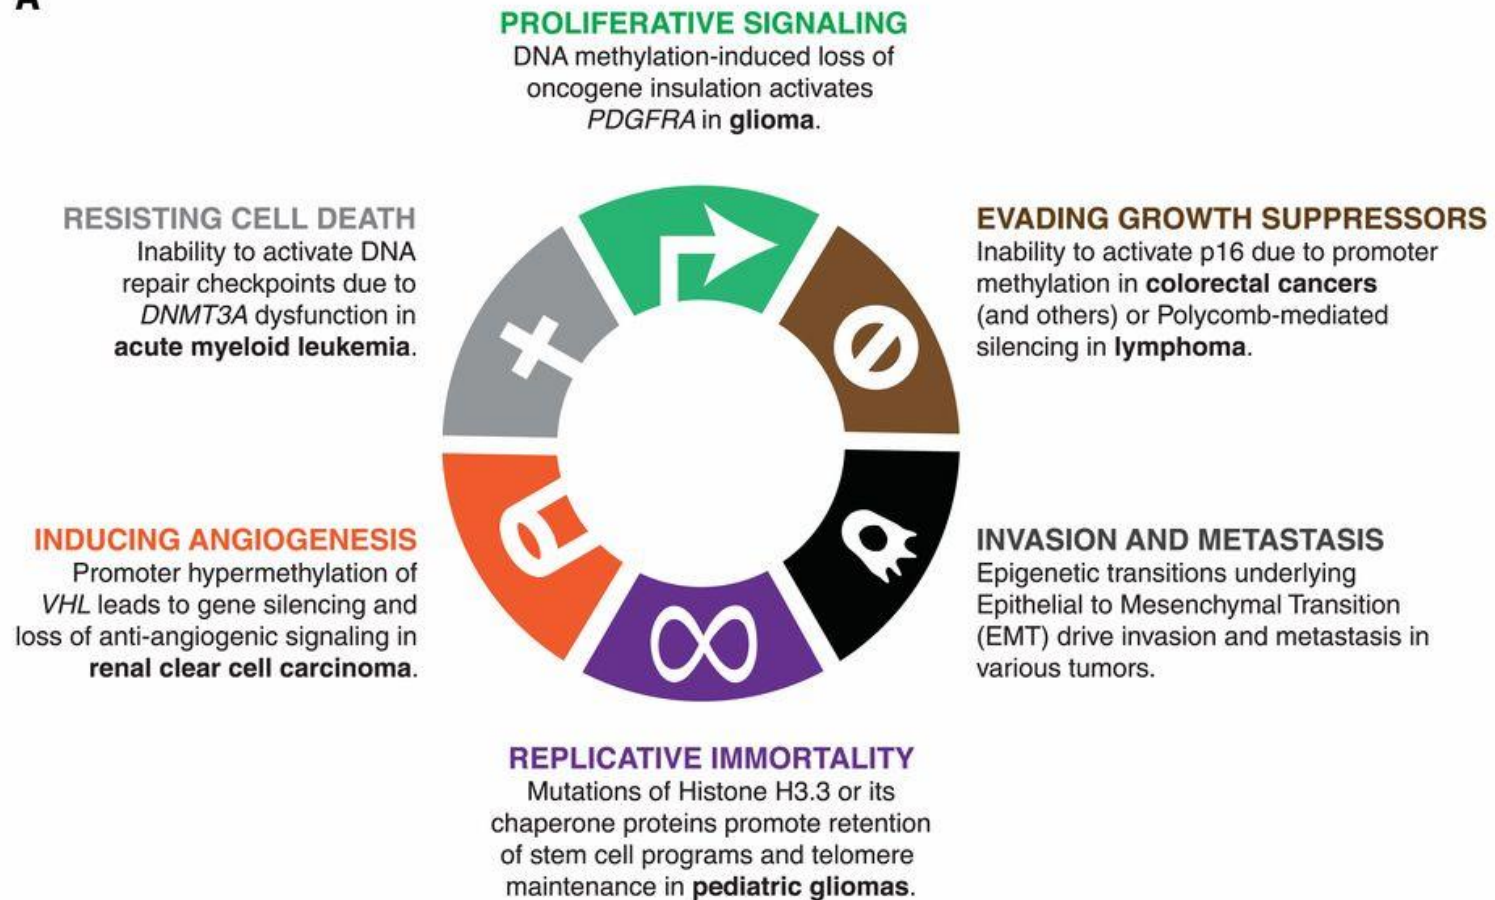 A
PROLIFERATIVE SIGNALING
DNA methylation-induced loss of
oncogene insulation activates
PDGFRA in glioma.
RESISTING CELL DEATH
Inability to activate DNA
repair checkpoints due to
DNMT3A dysfunction in
acute myeloid leukemia.
EVADING GROWTH SUPPRESSORS
Inability to activate p16 due to promoter
methylation in colorectal cancers
(and others) or Polycomb-mediated
silencing in lymphoma.
INDUCING ANGIOGENESIS
Promoter hypermethylation of
VHL leads to gene silencing and
loss of anti-angiogenic signaling in
renal clear cell carcinoma.
INVASION AND METASTASIS
Epigenetic transitions underlying
Epithelial to Mesenchymal Transition
(EMT) drive invasion and metastasis in
various tumors.
REPLICATIVE IMMORTALITY
Mutations of Histone H3.3 or its
chaperone proteins promote retention
of stem cell programs and telomere
maintenance in pediatric gliomas.